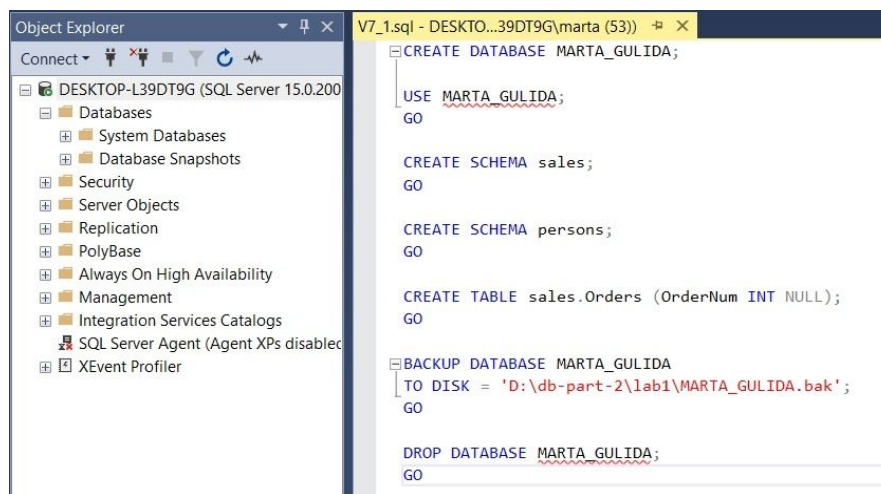 Object Explorer
Connect
DESKTOP-L39DT9G (SQL Server 15.0.200
Databases
System Databases
Database Snapshots
Security
Server Objects
Replication
PolyBase
Always On High Availability
Management
Integration Services Catalogs
SQL Server Agent (Agent XPs disabled
XEvent Profiler
V7_1.sql - DESKTO...39DT9G\marta (53))
CREATE DATABASE MARTA_GULIDA;
USE MARTA_GULIDA;
GO
CREATE SCHEMA sales;
GO
CREATE SCHEMA persons;
GO
CREATE TABLE sales.Orders (OrderNum INT NULL);
GO
BACKUP DATABASE MARTA_GULIDA
TO DISK = 'D:\db-part-2\lab1\MARTA_GULIDA.bak';
GO
DROP DATABASE MARTA_GULIDA;
GO